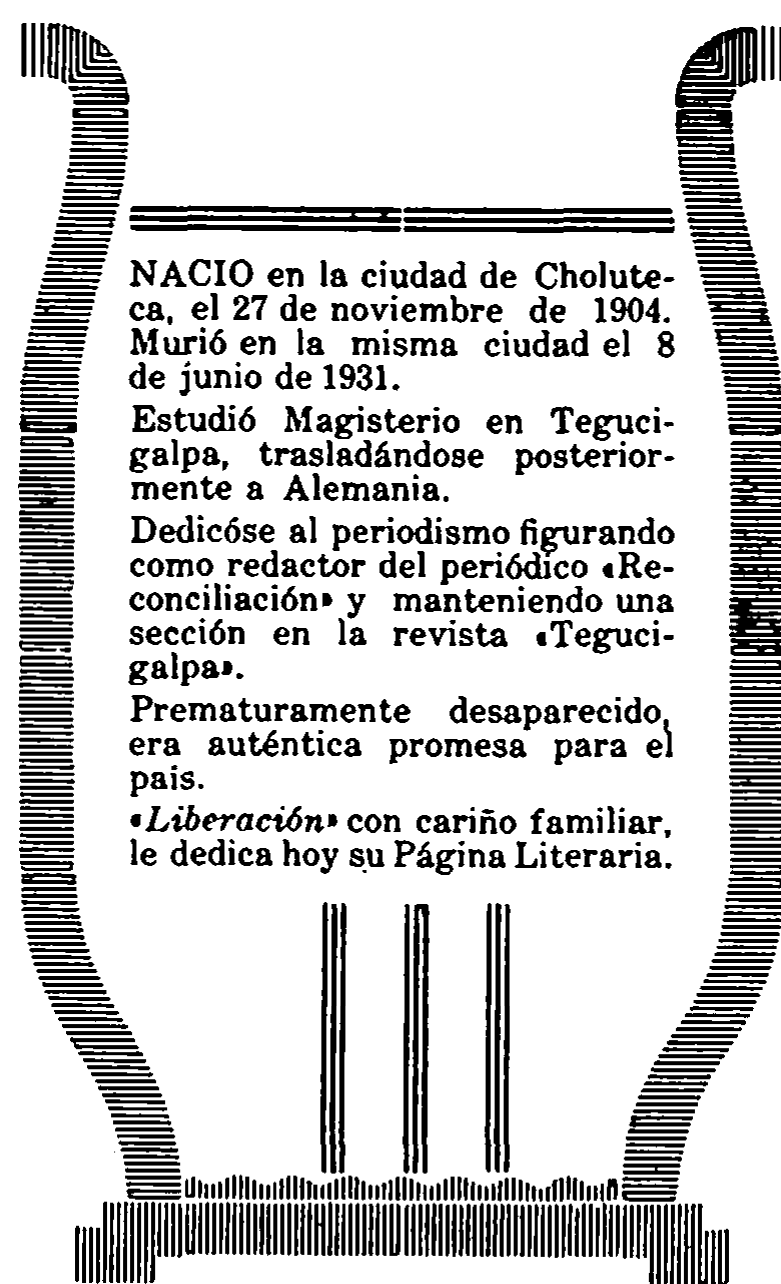 NACIO en la ciudad de Cholute-
ca, el 27 de noviembre de 1904.
Murió en la misma ciudad el 8
de junio de 1931.
Estudió Magisterio en Teguci-
galpa, trasladándose posterior-
mente a Alemania.
Dedicóse al periodismo figurando
como redactor del periódico «Re-
conciliación» y manteniendo una
sección en la revista «Teguci-
galpa».
Prematuramente desaparecido,
era auténtica promesa para el
pais.
«Liberación» con cariño familiar,
le dedica hoy su Página Literaria.